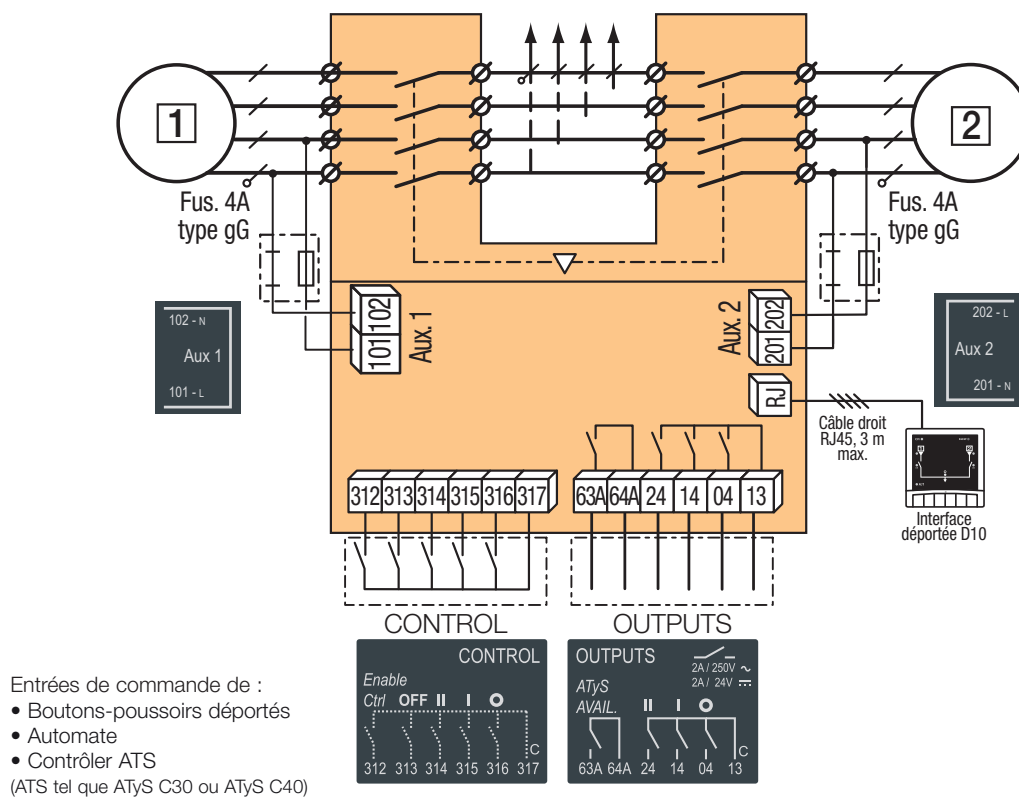 1
2
Fus. 4A
type gG
Fus. 4A
type gG
102 - N
Aux 1
101 - L
102
101
Aux. 1
Aux. 2
202
201
202 - L
Aux 2
201 - N
RJ
Câble droit
RJ45, 3 m
max.
Interface
déportée D10
312 313 314 315 316 317
63A 64A 24 14 04 13
CONTROL
OUTPUTS
CONTROL
Enable
Ctrl OFF II I O
C
312 313 314 315 316 317
OUTPUTS
2A / 250V ~
2A / 24V ⎓
ATyS
AVAIL. II I O
C
63A 64A 24 14 04 13
Entrées de commande de :
• Boutons-poussoirs déportés
• Automate
• Contrôler ATS
(ATS tel que ATyS C30 ou ATyS C40)